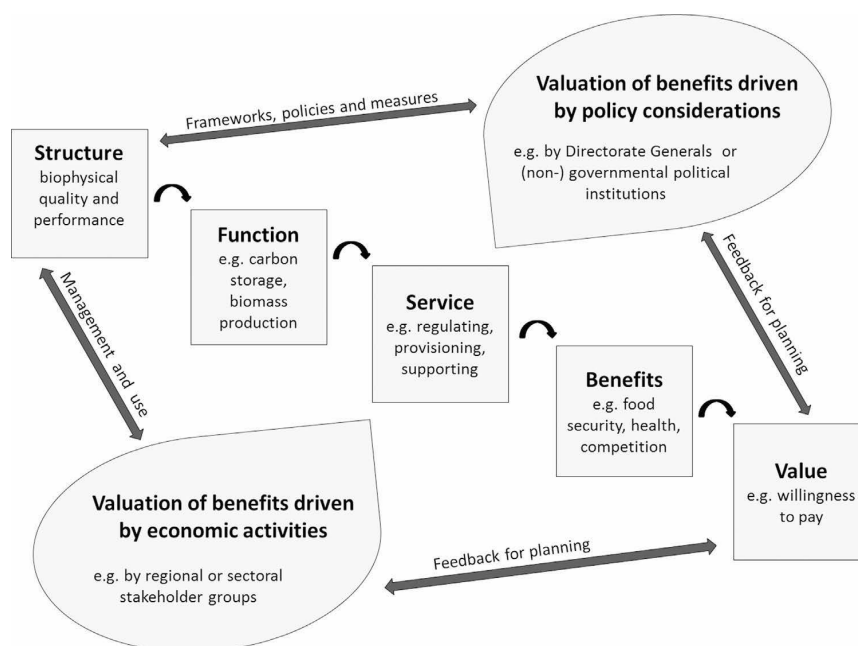 Valuation of benefits driven
by policy considerations
e.g. by Directorate Generals or
(non-) governmental political
institutions
Frameworks, policies and measures
Structure
biophysical
quality and
performance
Function
e.g. carbon
storage,
biomass
production
Service
e.g. regulating,
provisioning,
supporting
Benefits
e.g. food
security, health,
competition
Value
e.g. willingness
to pay
Feedback for planning
Management and use
Valuation of benefits driven
by economic activities
e.g. by regional or sectoral
stakeholder groups
Feedback for planning